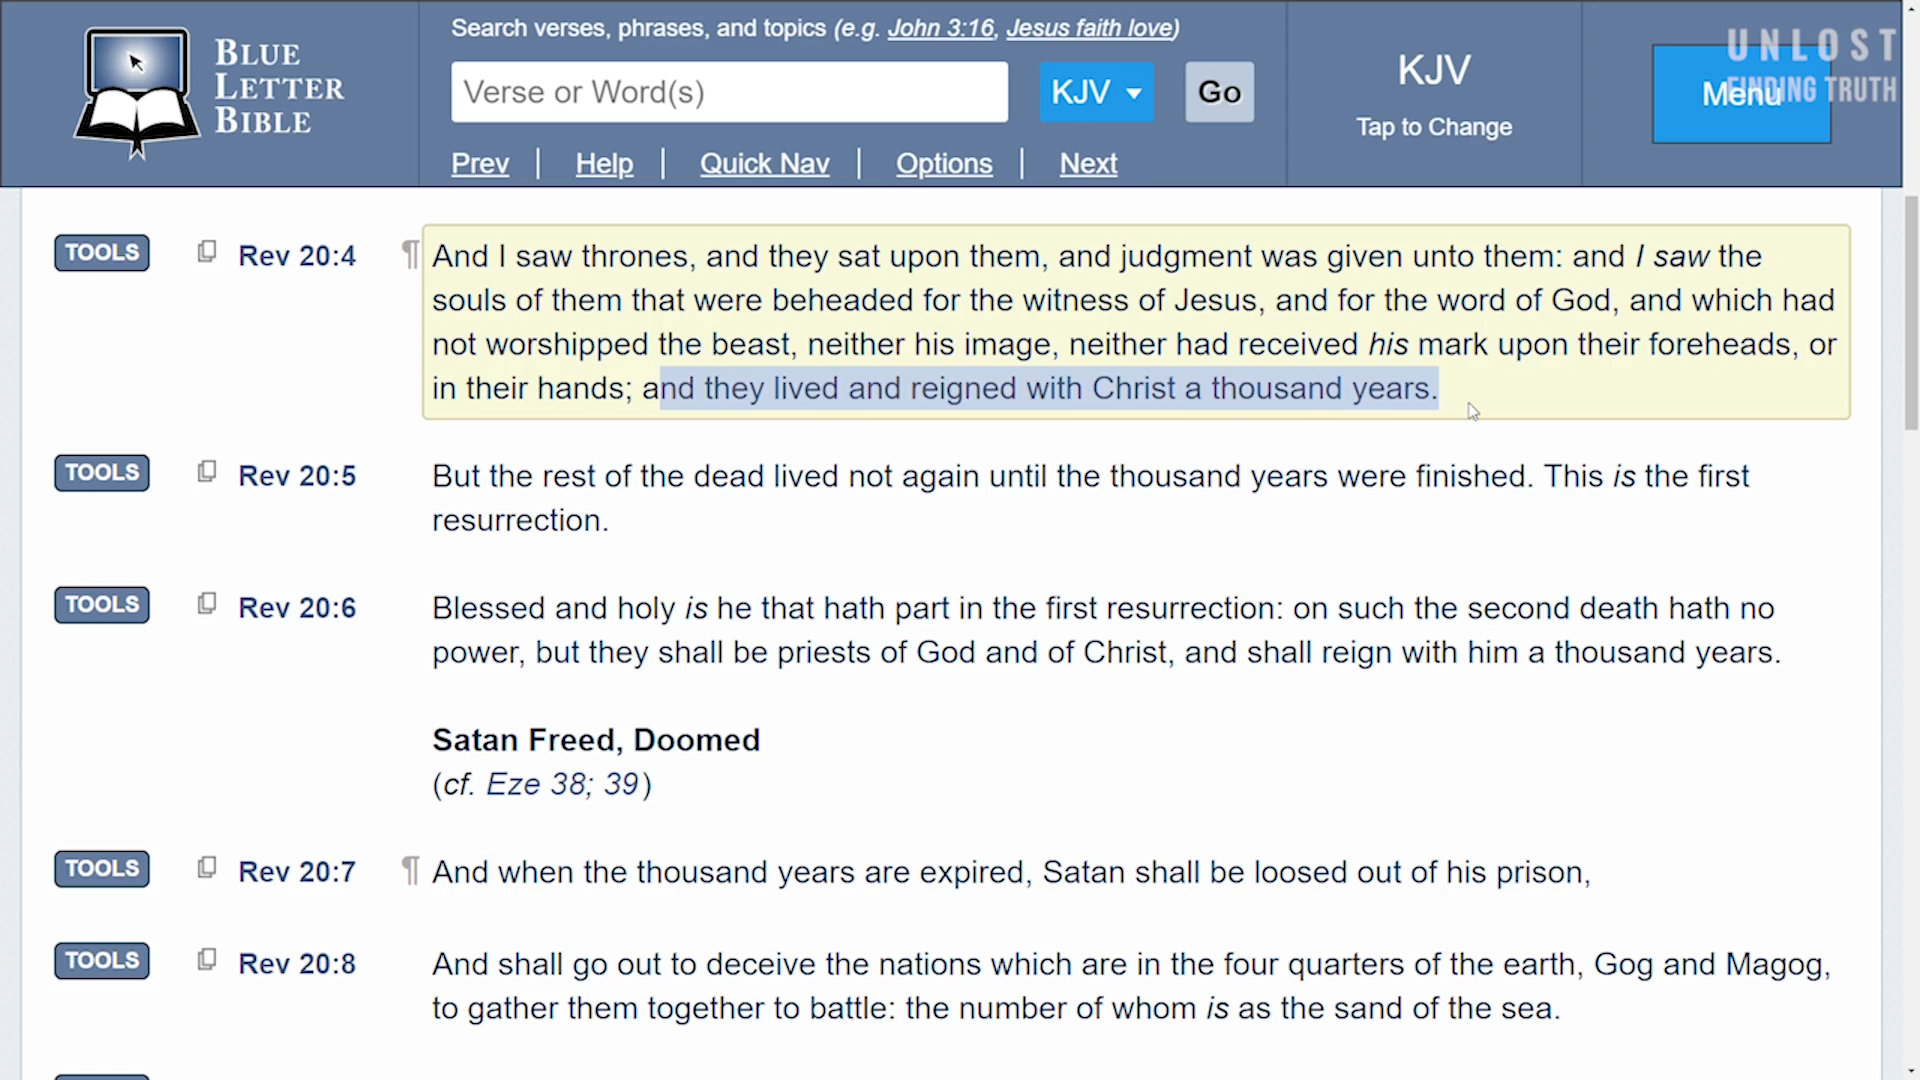 BLUE
LETTER
BIBLE
Search verses, phrases, and topics (e.g. John 3:16, Jesus faith love)
Verse or Word(s)
KJV
Go
Prev | Help | Quick Nav | Options | Next
KJV
Tap to Change
Menu
UNLOST
FINDING TRUTH
TOOLS Rev 20:4 ¶ And I saw thrones, and they sat upon them, and judgment was given unto them: and I saw the
souls of them that were beheaded for the witness of Jesus, and for the word of God, and which had
not worshipped the beast, neither his image, neither had received his mark upon their foreheads, or
in their hands; and they lived and reigned with Christ a thousand years.
TOOLS Rev 20:5 But the rest of the dead lived not again until the thousand years were finished. This is the first
resurrection.
TOOLS Rev 20:6 Blessed and holy is he that hath part in the first resurrection: on such the second death hath no
power, but they shall be priests of God and of Christ, and shall reign with him a thousand years.
Satan Freed, Doomed
(cf. Eze 38; 39)
TOOLS Rev 20:7 ¶ And when the thousand years are expired, Satan shall be loosed out of his prison,
TOOLS Rev 20:8 And shall go out to deceive the nations which are in the four quarters of the earth, Gog and Magog,
to gather them together to battle: the number of whom is as the sand of the sea.